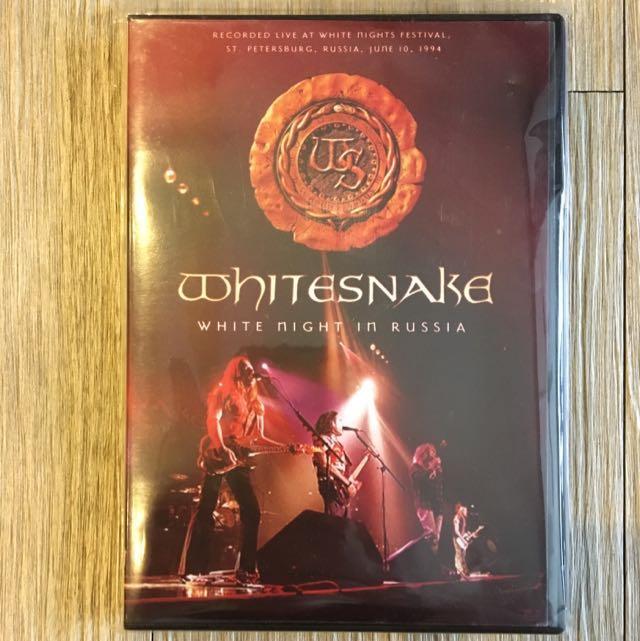 RECORDED LIVE AT WHITE NIGHTS FESTIVAL,
ST. PETERSBURG, RUSSIA, JUNE 10, 1994
WS
WHITESNAKE
WHITE NIGHT IN RUSSIA